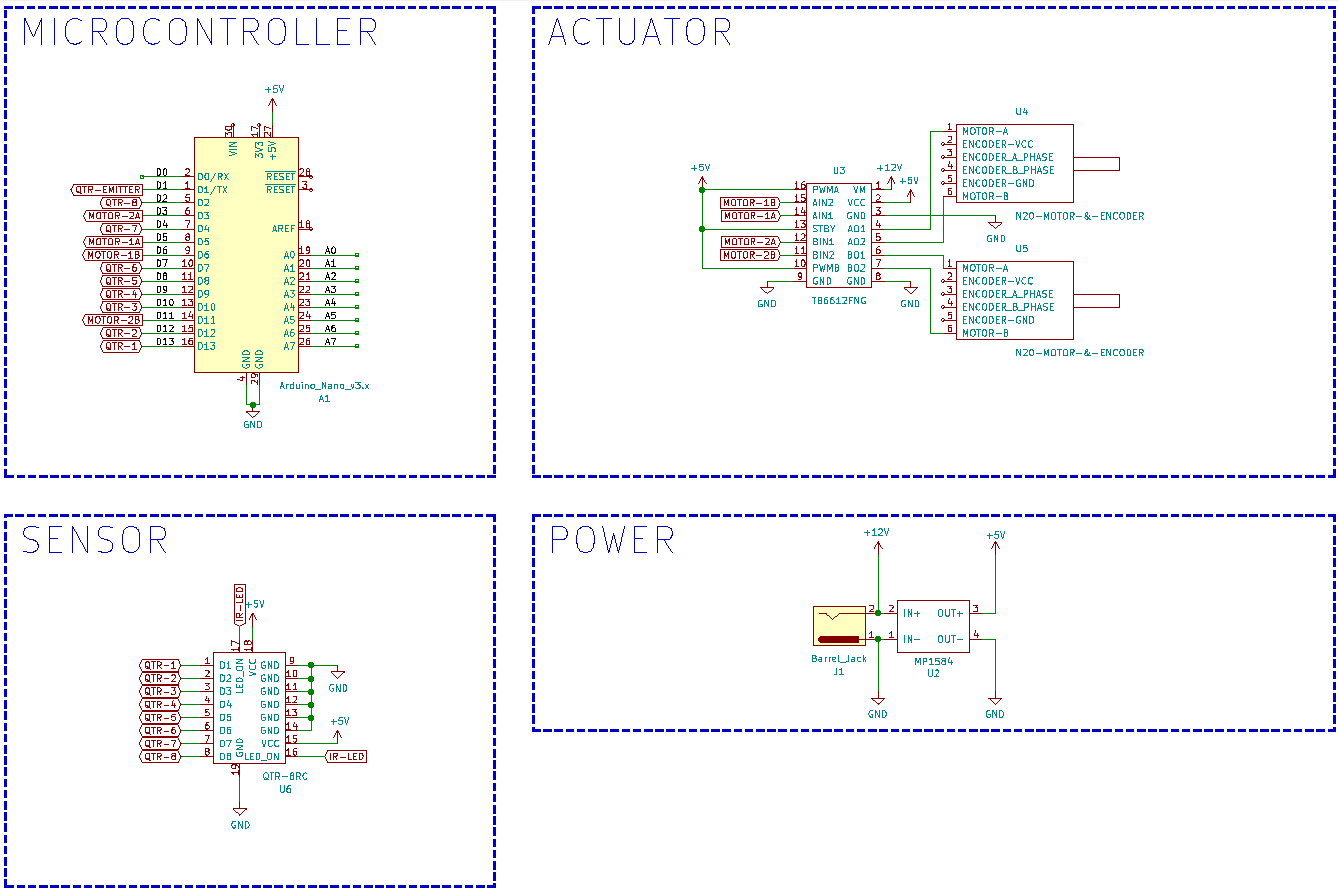 MICROCONTROLLER
+5V
30 17 27
VIN 3V3 +5V
D0 2 D0/RX RESET 28
QTR-EMITTER D1 1 D1/TX RESET 3
QTR-8 D2 5 D2
MOTOR-2A D3 6 D3
QTR-7 D4 7 D4 AREF 18
MOTOR-1A D5 8 D5
MOTOR-1B D6 9 D6 A0 19 A0
QTR-6 D7 10 D7 A1 20 A1
QTR-5 D8 11 D8 A2 21 A2
QTR-4 D9 12 D9 A3 22 A3
QTR-3 D10 13 D10 A4 23 A4
MOTOR-2B D11 14 D11 A5 24 A5
QTR-2 D12 15 D12 A6 25 A6
QTR-1 D13 16 D13 A7 26 A7
GND GND
4 29
Arduino_Nano_v3.x
A1
GND
ACTUATOR
U4
1 MOTOR-A
2 ENCODER-VCC
3 ENCODER_A_PHASE
4 ENCODER_B_PHASE
5 ENCODER-GND
6 MOTOR-B
N20-MOTOR-&-ENCODER
U3
+5V +12V
+5V
16 PWMA VM 1
MOTOR-1B 15 AIN2 VCC 2
MOTOR-1A 14 AIN1 GND 3
13 STBY AO1 4
MOTOR-2A 12 BIN1 AO2 5
MOTOR-2B 11 BIN2 BO1 6
10 PWMB BO2 7
9 GND GND 8
GND
GND
GND
TB6612FNG
U5
1 MOTOR-A
2 ENCODER-VCC
3 ENCODER_A_PHASE
4 ENCODER_B_PHASE
5 ENCODER-GND
6 MOTOR-B
N20-MOTOR-&-ENCODER
SENSOR
IR-LED
+5V
17 18
LED_ON VCC
QTR-1 1 D1 GND 9
QTR-2 2 D2 GND 10
QTR-3 3 D3 GND 11
QTR-4 4 D4 GND 12
QTR-5 5 D5 GND 13
QTR-6 6 D6 GND 14
QTR-7 7 D7 VCC 15
QTR-8 8 D8 LED_ON 16 IR-LED
GND
+5V
GND
19
QTR-8RC
U6
GND
POWER
+12V
+5V
2 2 IN+ OUT+ 3
1 1 IN- OUT- 4
Barrel_Jack
J1
MP1584
U2
GND
GND